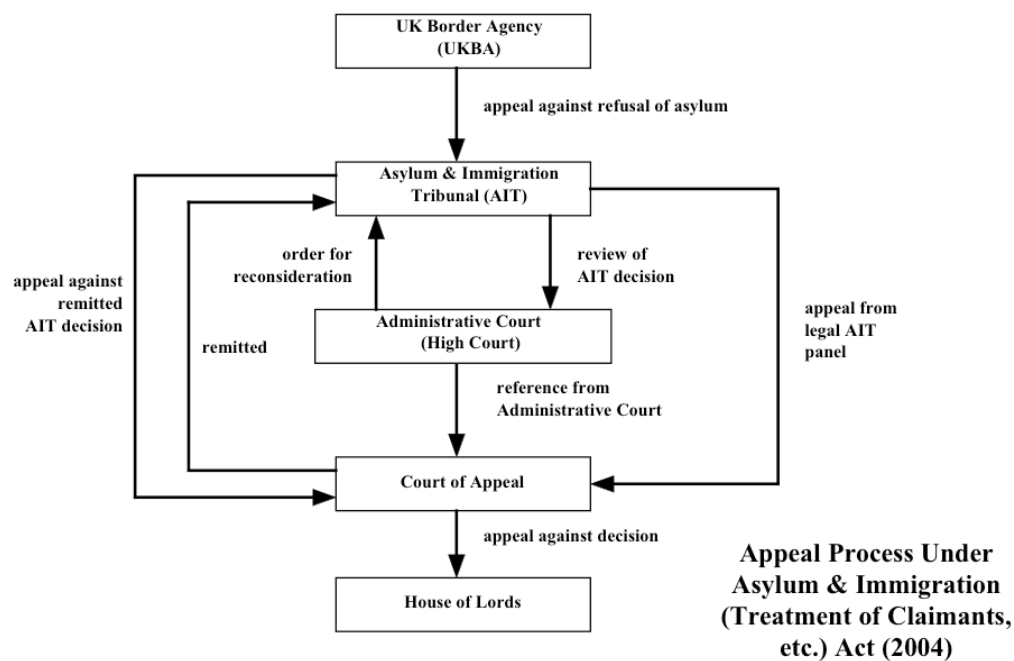 UK Border Agency
(UKBA)
appeal against refusal of asylum
Asylum & Immigration
Tribunal (AIT)
order for
reconsideration
review of
AIT decision
appeal against
remitted
AIT decision
remitted
appeal from
legal AIT
panel
Administrative Court
(High Court)
reference from
Administrative Court
Court of Appeal
appeal against decision
House of Lords
Appeal Process Under
Asylum & Immigration
(Treatment of Claimants,
etc.) Act (2004)